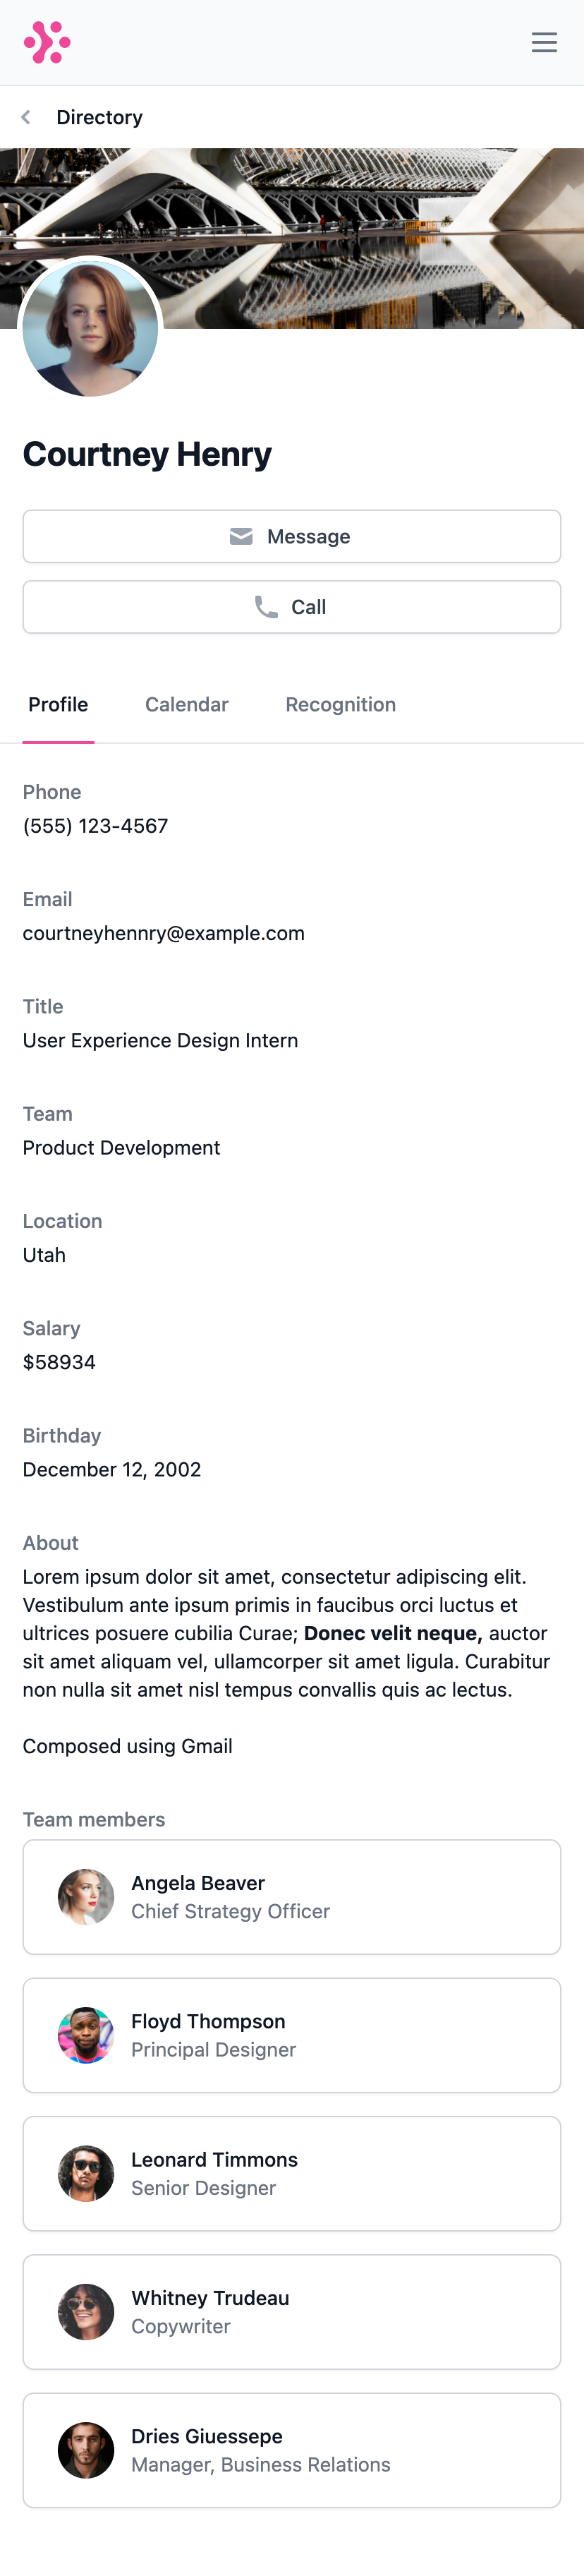 Directory
Courtney Henry
Message
Call
Profile Calendar Recognition
Phone
(555) 123-4567
Email
courtneyhennry@example.com
Title
User Experience Design Intern
Team
Product Development
Location
Utah
Salary
$58934
Birthday
December 12, 2002
About
Lorem ipsum dolor sit amet, consectetur adipiscing elit.
Vestibulum ante ipsum primis in faucibus orci luctus et
ultrices posuere cubilia Curae; Donec velit neque, auctor
sit amet aliquam vel, ullamcorper sit amet ligula. Curabitur
non nulla sit amet nisl tempus convallis quis ac lectus.
Composed using Gmail
Team members
Angela Beaver
Chief Strategy Officer
Floyd Thompson
Principal Designer
Leonard Timmons
Senior Designer
Whitney Trudeau
Copywriter
Dries Giuessepe
Manager, Business Relations